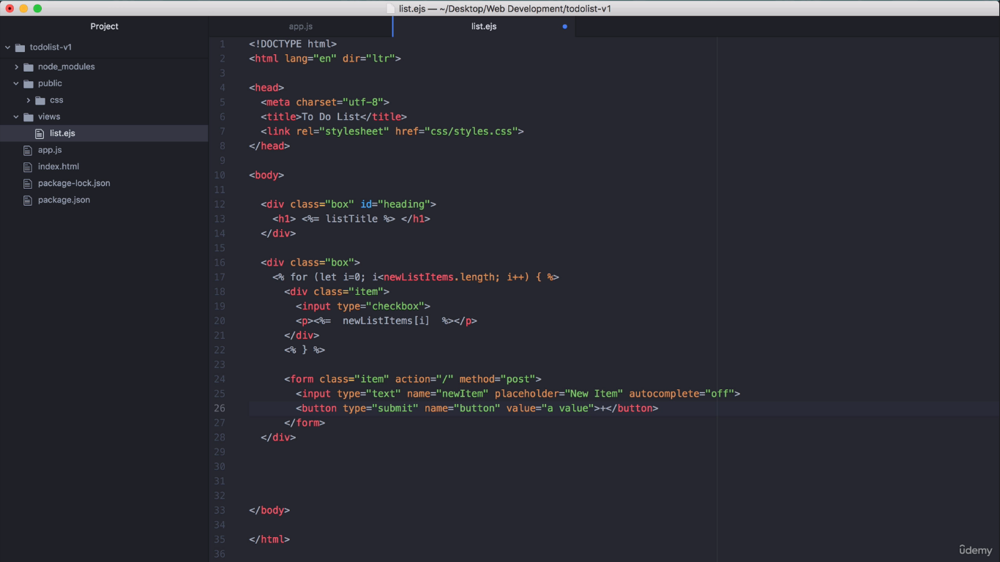 list.ejs — ~/Desktop/Web Development/todolist-v1
Project
app.js
list.ejs
todolist-v1
node_modules
public
css
views
list.ejs
app.js
index.html
package-lock.json
package.json
1 <!DOCTYPE html>
2 <html lang="en" dir="ltr">
3
4 <head>
5   <meta charset="utf-8">
6   <title>To Do List</title>
7   <link rel="stylesheet" href="css/styles.css">
8 </head>
9
10 <body>
11
12   <div class="box" id="heading">
13     <h1> <%= listTitle %> </h1>
14   </div>
15
16   <div class="box">
17     <% for (let i=0; i<newListItems.length; i++) { %>
18       <div class="item">
19         <input type="checkbox">
20         <p><%=  newListItems[i]  %></p>
21       </div>
22       <% } %>
23
24       <form class="item" action="/" method="post">
25         <input type="text" name="newItem" placeholder="New Item" autocomplete="off">
26         <button type="submit" name="button" value="a value">+</button>
27       </form>
28   </div>
29
30
31
32
33 </body>
34
35 </html>
36
ûdemy